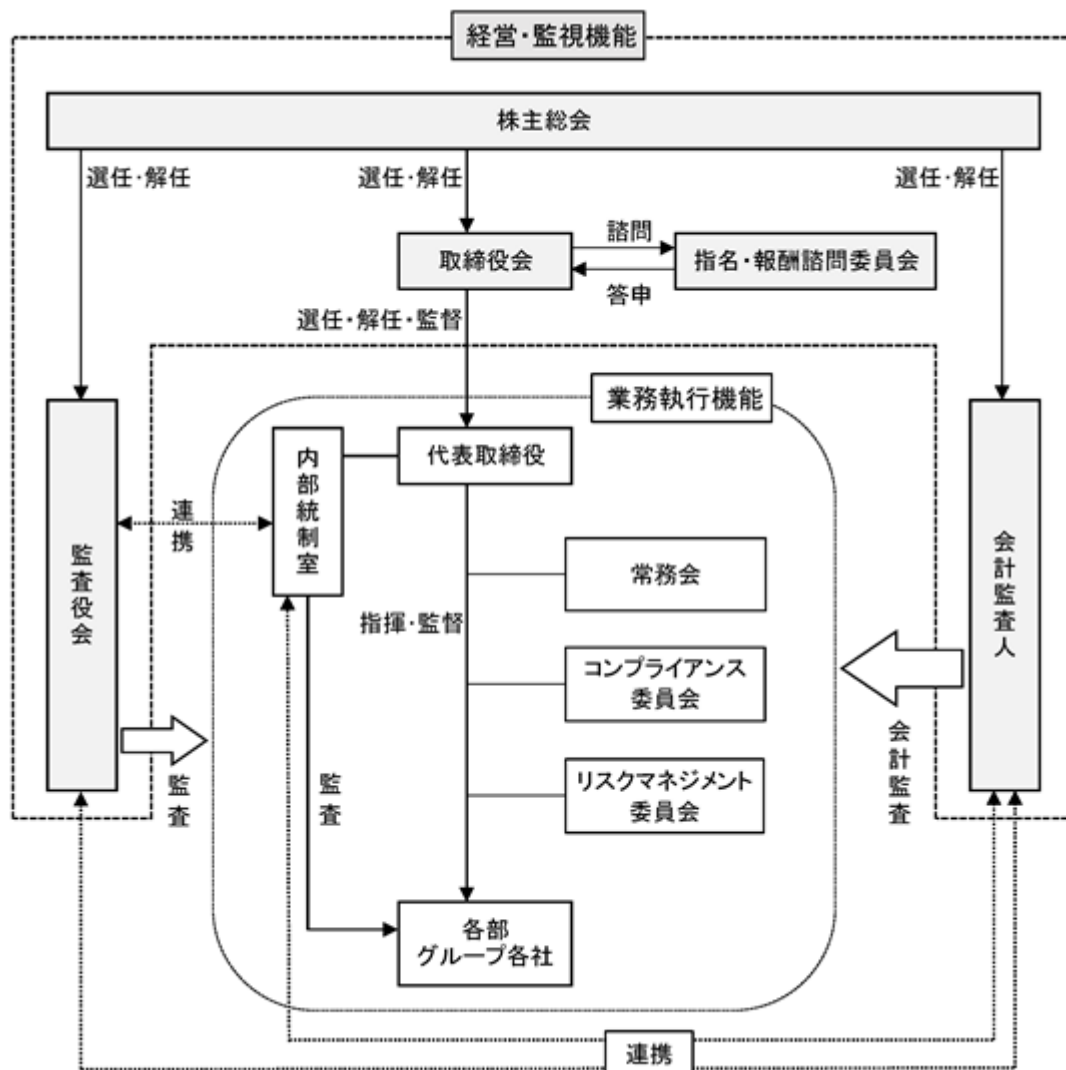 経営・監視機能
株主総会
選任・解任
選任・解任
選任・解任
諮問
取締役会
指名・報酬諮問委員会
答申
選任・解任・監督
業務執行機能
代表取締役
内部統制室
連携
監査役会
会計監査人
常務会
指揮・監督
コンプライアンス
委員会
会計監査
監査
監査
リスクマネジメント
委員会
各部
グループ各社
連携